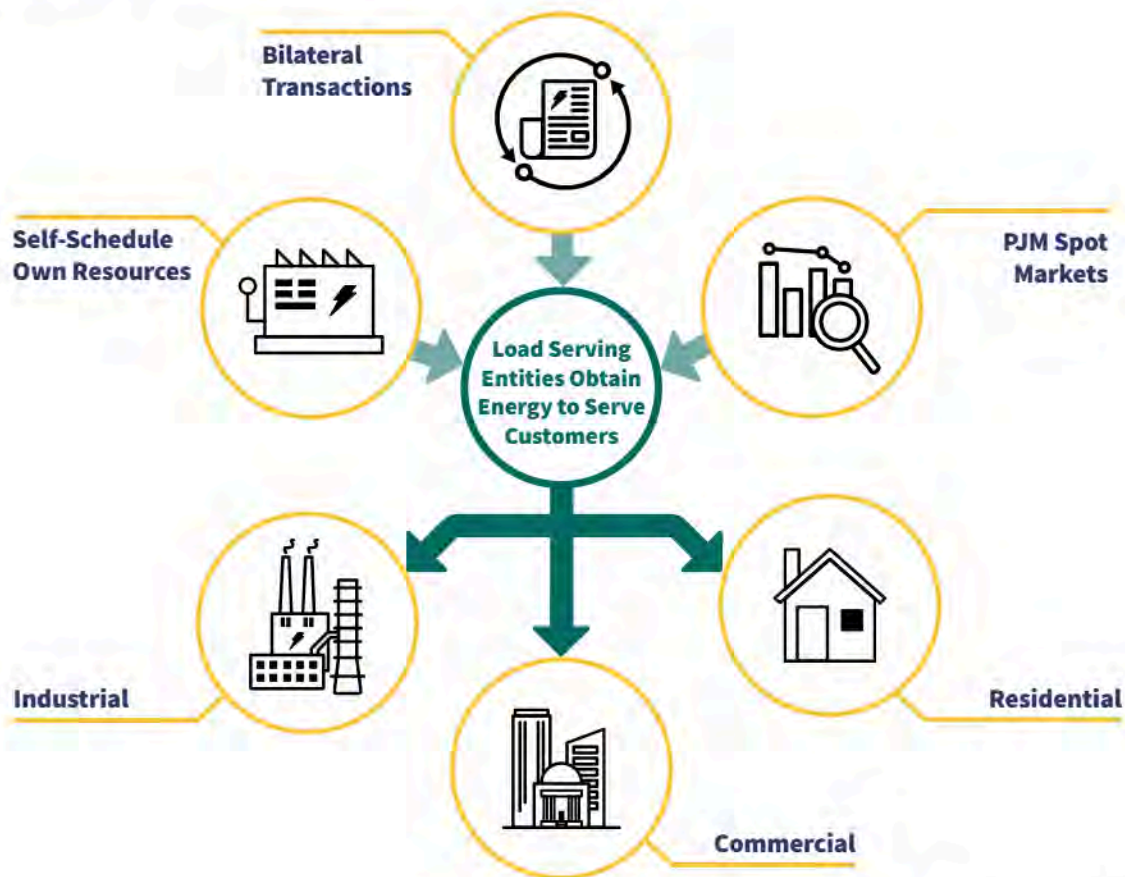 Bilateral
Transactions
Self-Schedule
Own Resources
PJM Spot
Markets
Load Serving
Entities Obtain
Energy to Serve
Customers
Industrial
Residential
Commercial